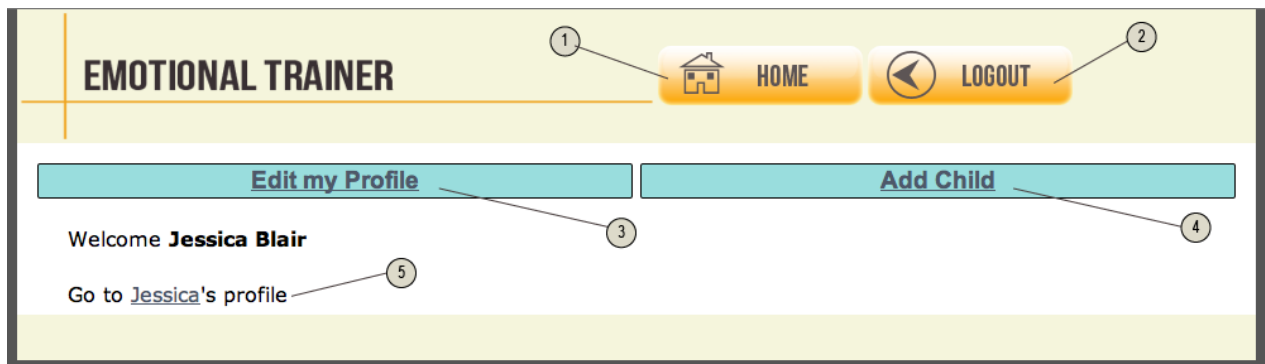 1
2
EMOTIONAL TRAINER
HOME
LOGOUT
Edit my Profile
Add Child
3
4
Welcome Jessica Blair
5
Go to Jessica's profile